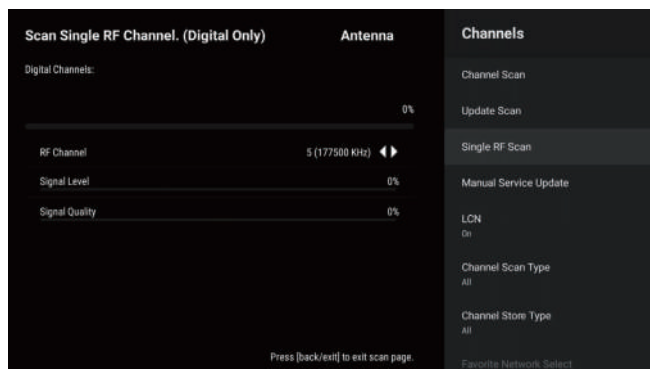 Scan Single RF Channel. (Digital Only) Antenna
Digital Channels:
0%
RF Channel 5 (177500 KHz)
Signal Level 0%
Signal Quality 0%
Press [back/exit] to exit scan page.
Channels
Channel Scan
Update Scan
Single RF Scan
Manual Service Update
LCN
On
Channel Scan Type
All
Channel Store Type
All
Favorite Network Select